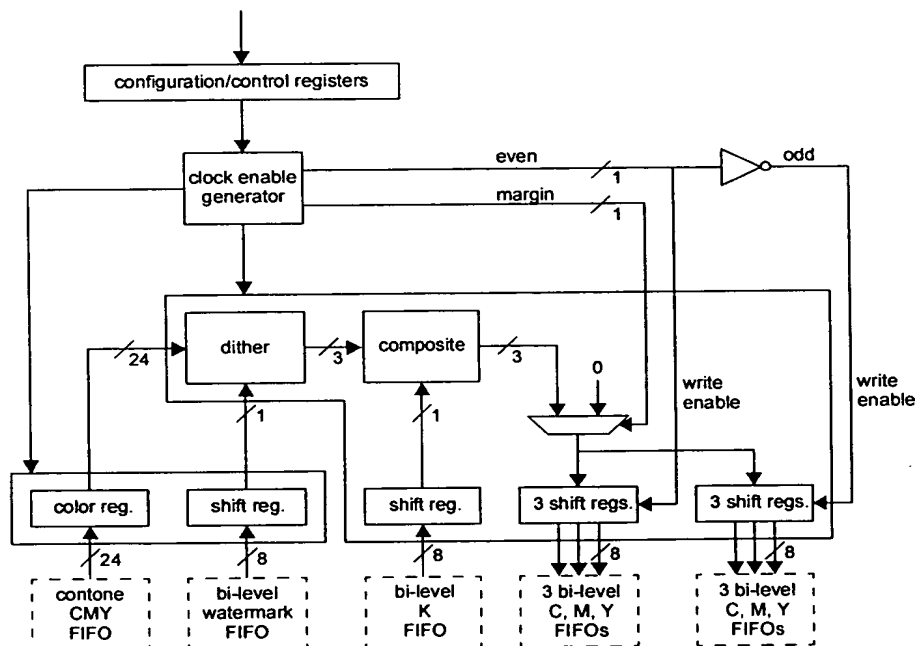 configuration/control registers
clock enable
generator
even
1
odd
margin
1
dither
composite
24
3
3
0
1
1
write
enable
write
enable
color reg.
shift reg.
shift reg.
3 shift regs.
3 shift regs.
24
8
8
8
8
contone
CMY
FIFO
bi-level
watermark
FIFO
bi-level
K
FIFO
3 bi-level
C, M, Y
FIFOs
3 bi-level
C, M, Y
FIFOs